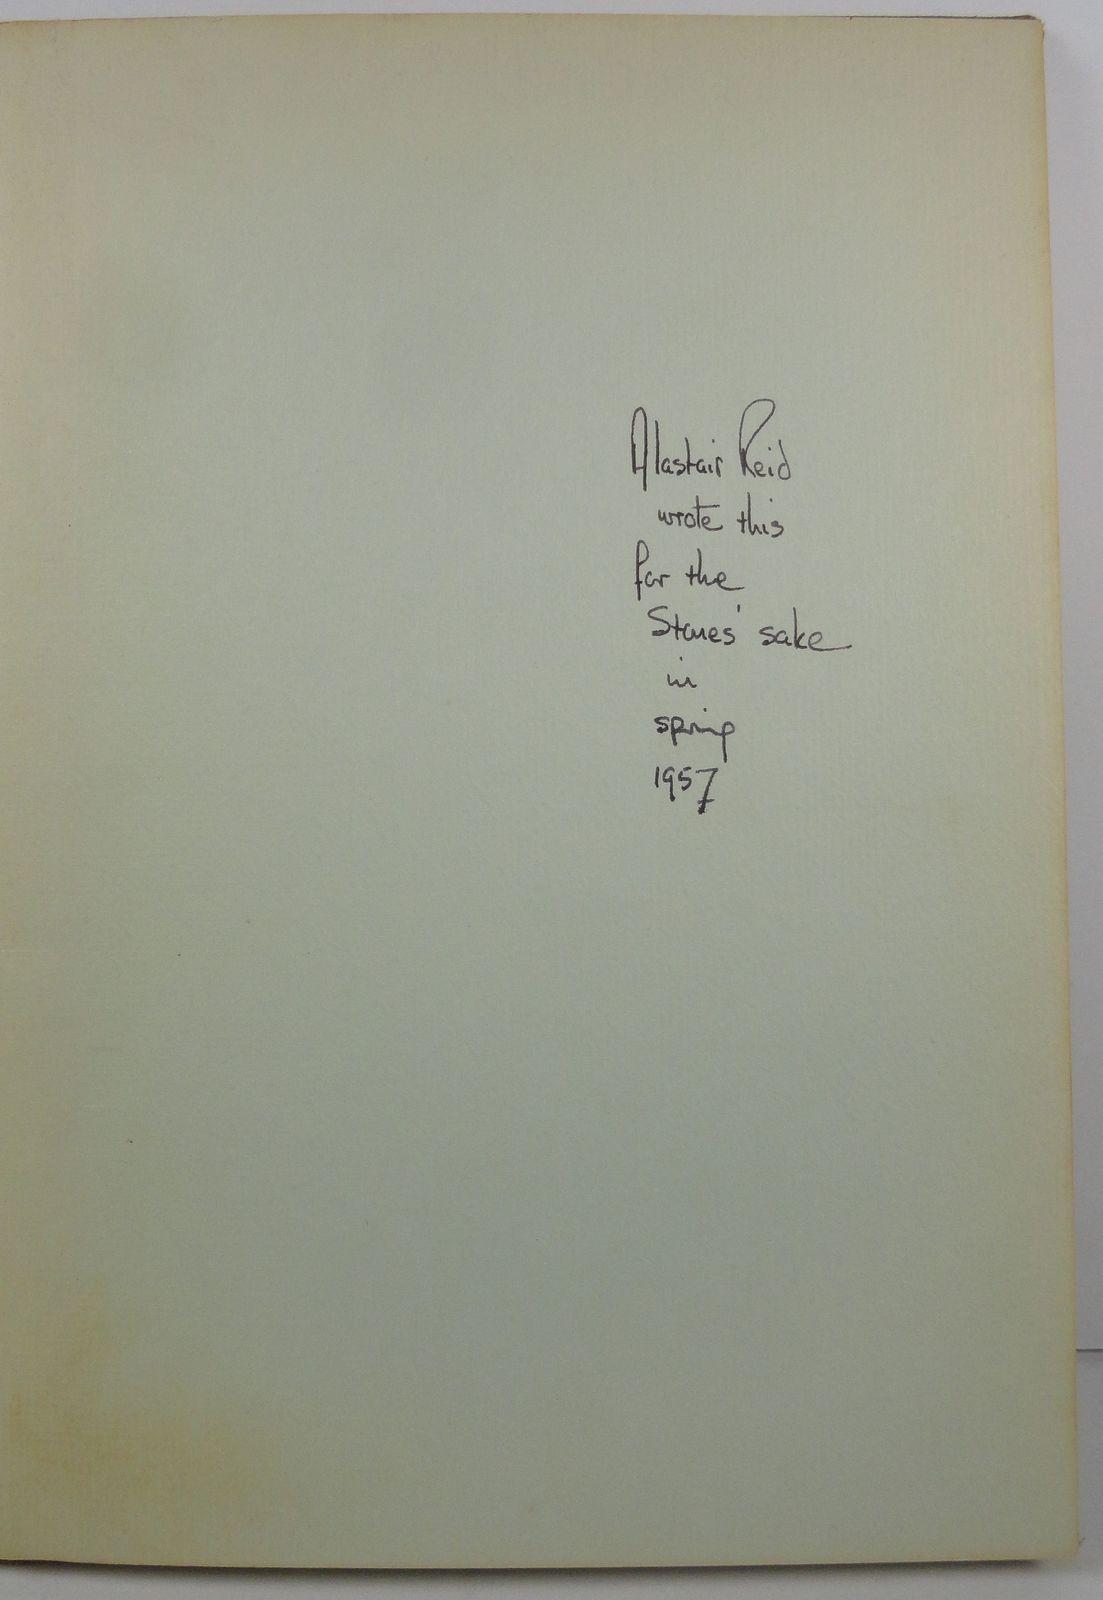 Alastair Reid
wrote this
for the
Stones' sake
in
spring
1957